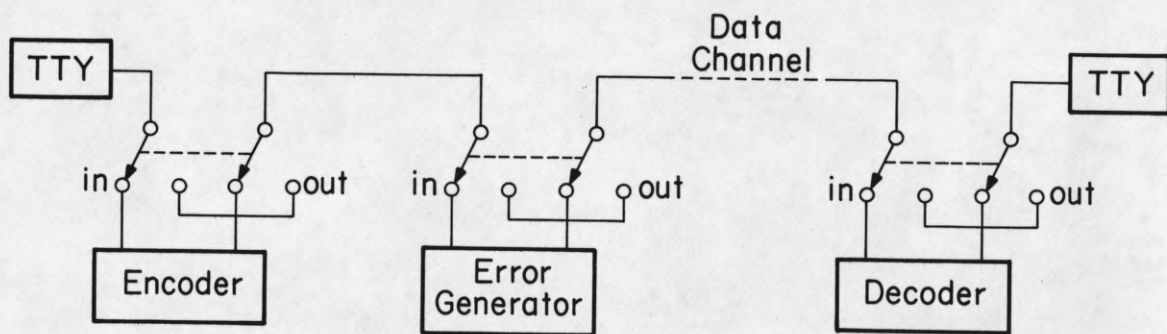 Data
Channel
TTY
TTY
in
out
in
out
in
out
Encoder
Error
Generator
Decoder